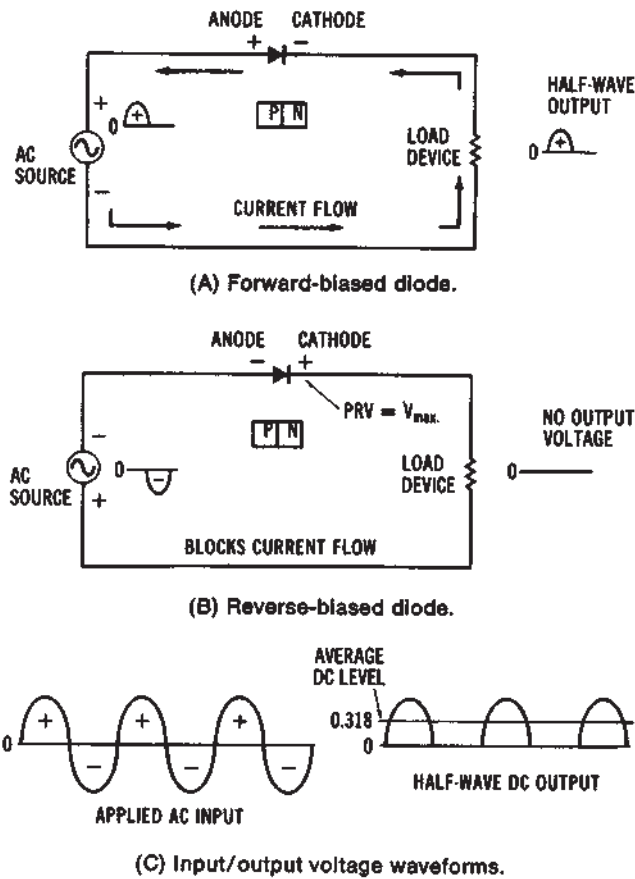 ANODE CATHODE
+ −
+
0 +
P N
AC
SOURCE
−
LOAD
DEVICE
HALF-WAVE
OUTPUT
0 +
CURRENT FLOW
(A) Forward-biased diode.
ANODE CATHODE
− +
PRV = Vmax.
−
0 −
P N
AC
SOURCE
+
LOAD
DEVICE
NO OUTPUT
VOLTAGE
0
BLOCKS CURRENT FLOW
(B) Reverse-biased diode.
AVERAGE
DC LEVEL
0.318
0
0
+ + +
− − −
APPLIED AC INPUT
HALF-WAVE DC OUTPUT
(C) Input/output voltage waveforms.